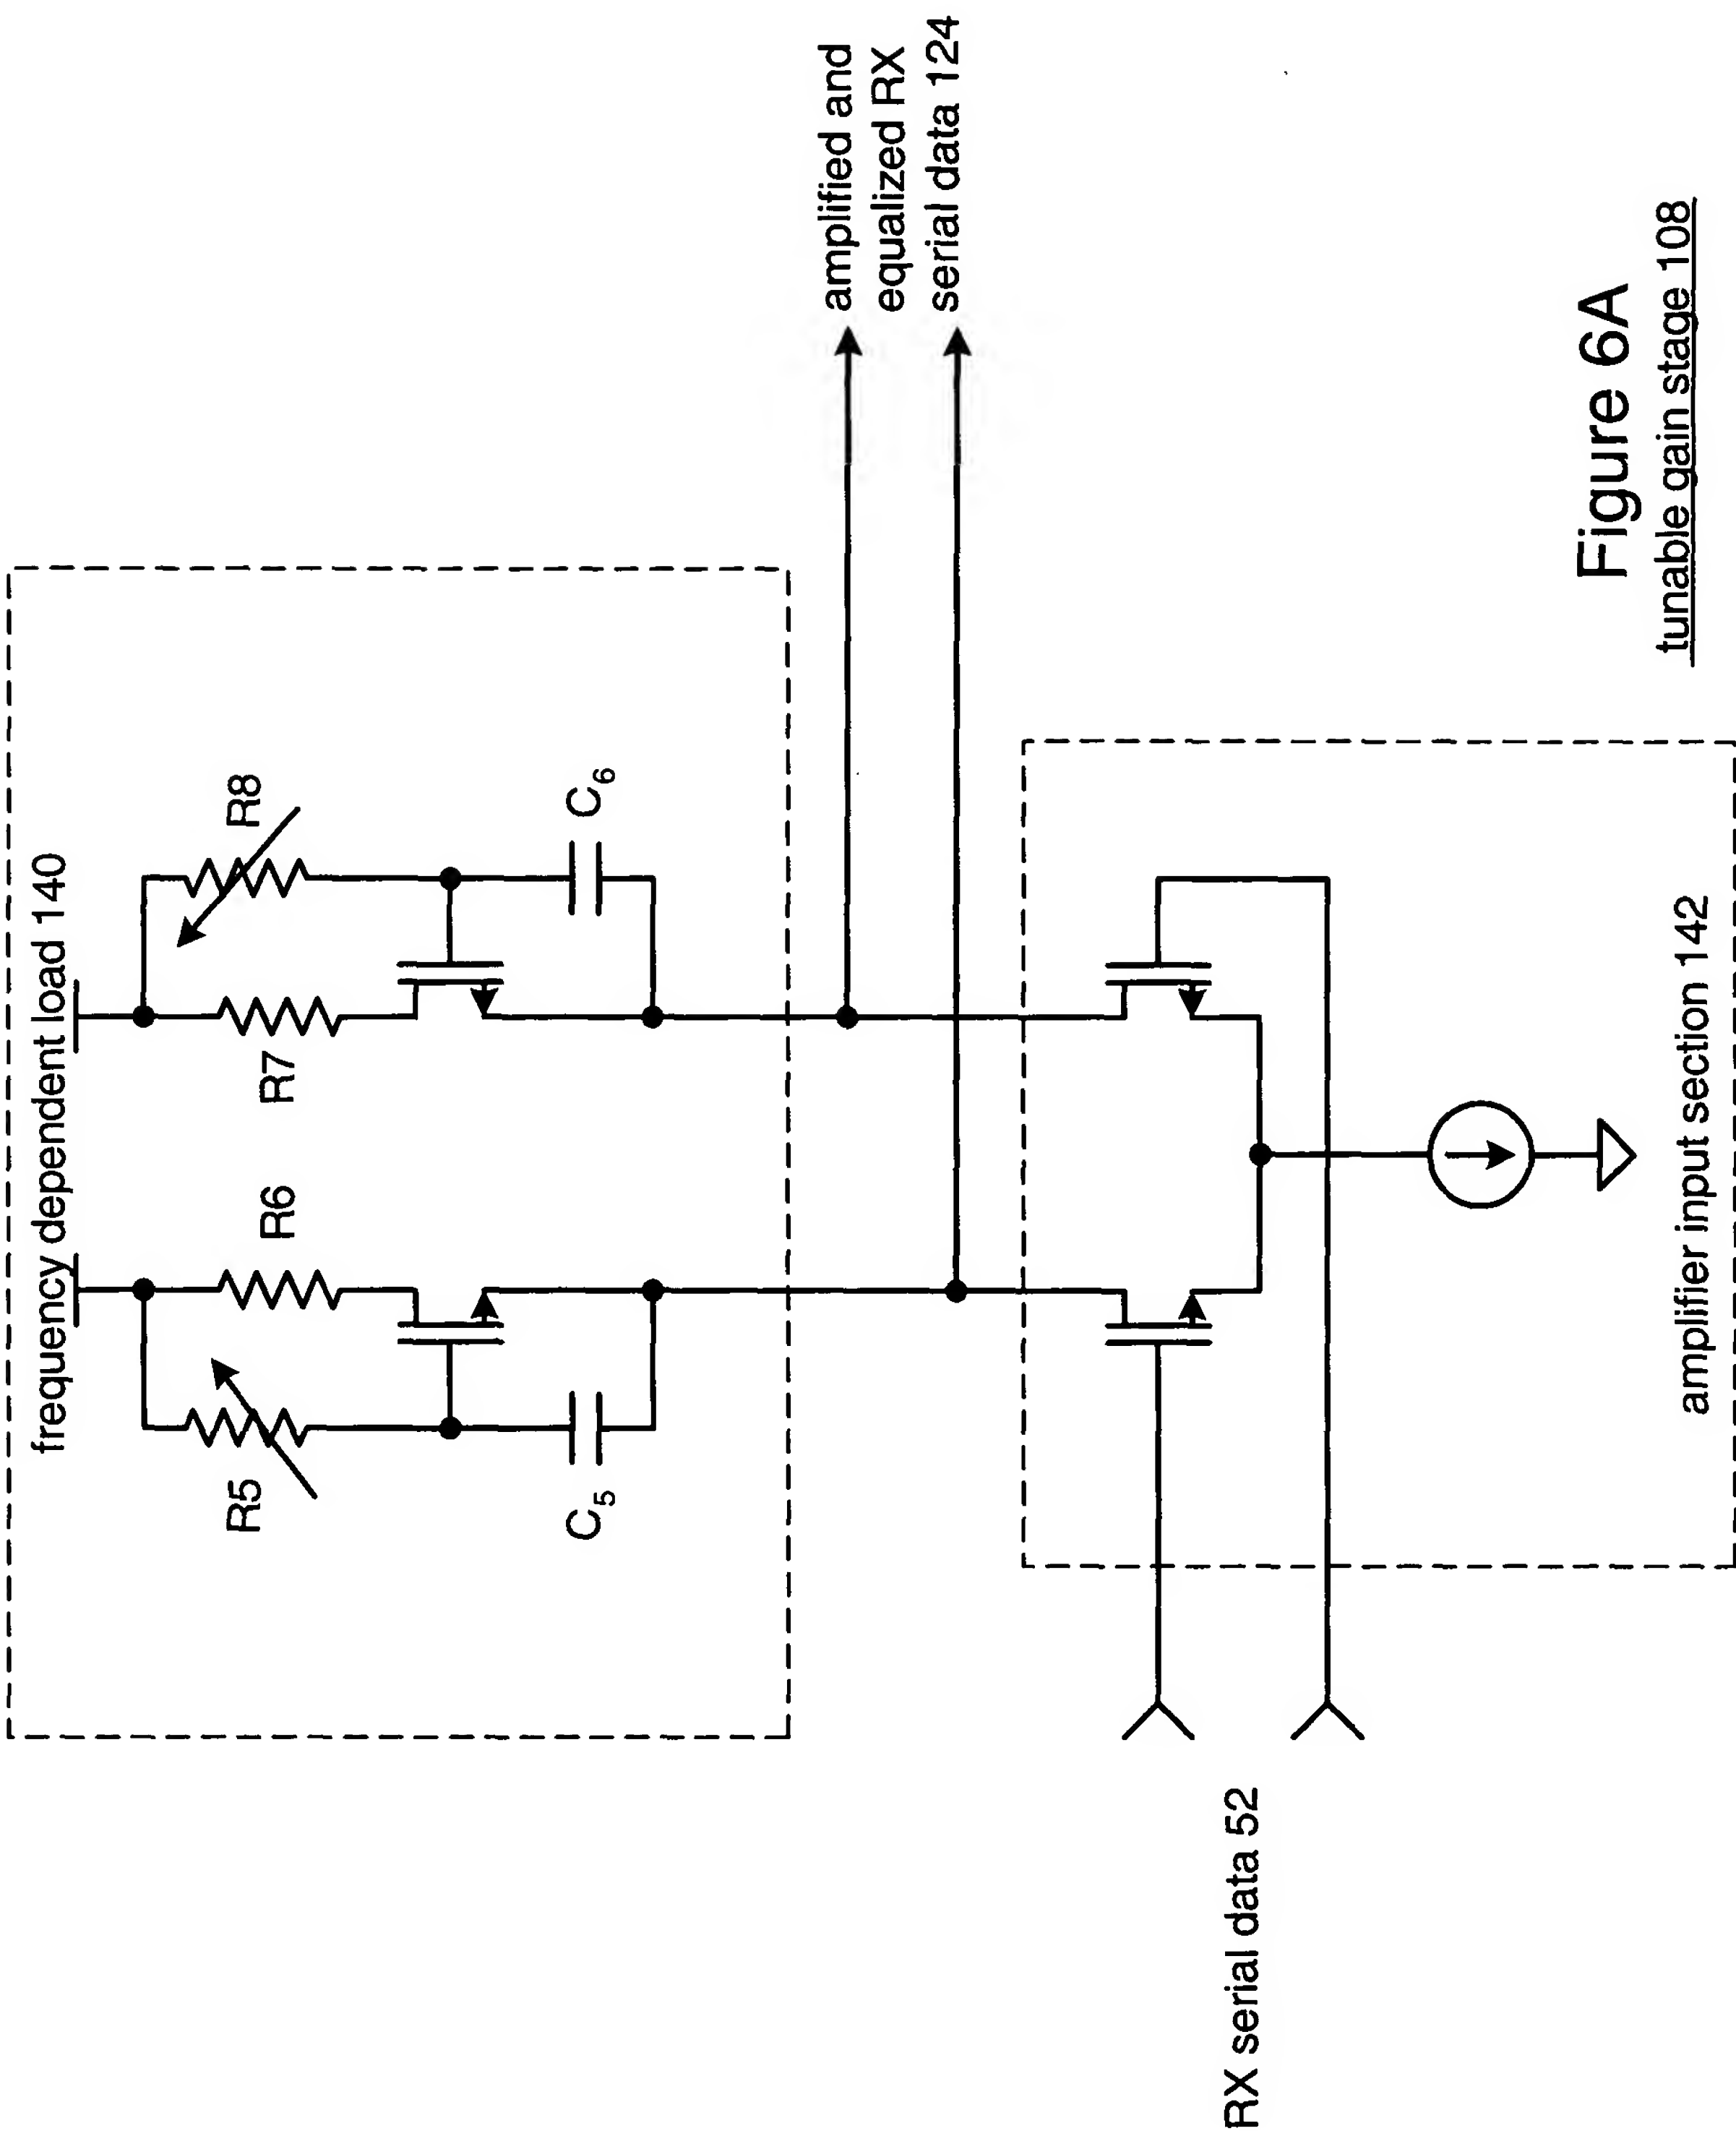 frequency dependent load 140
R5
R6
R7
R8
C5
C6
amplified and
equalized RX
serial data 124
RX serial data 52
amplifier input section 142
Figure 6A
tunable gain stage 108